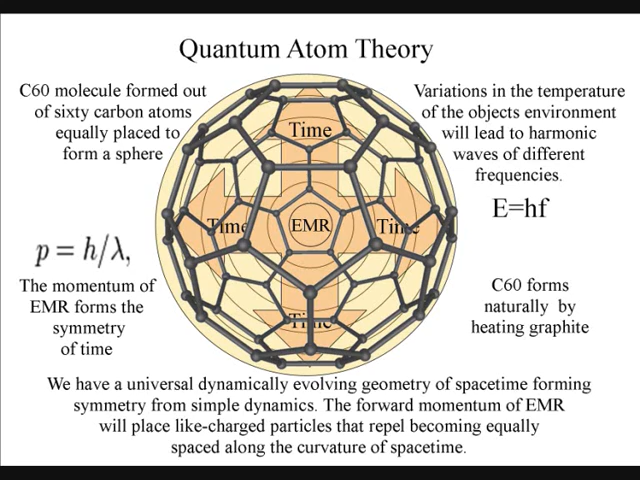 Quantum Atom Theory
C60 molecule formed out
of sixty carbon atoms
equally placed to
form a sphere
Variations in the temperature
of the objects environment
will lead to harmonic
waves of different
frequencies.
E=hf
Time
Time
EMR
Time
Time
p = h/λ,
The momentum of
EMR forms the
symmetry
of time
C60 forms
naturally by
heating graphite
We have a universal dynamically evolving geometry of spacetime forming
symmetry from simple dynamics. The forward momentum of EMR
will place like-charged particles that repel becoming equally
spaced along the curvature of spacetime.